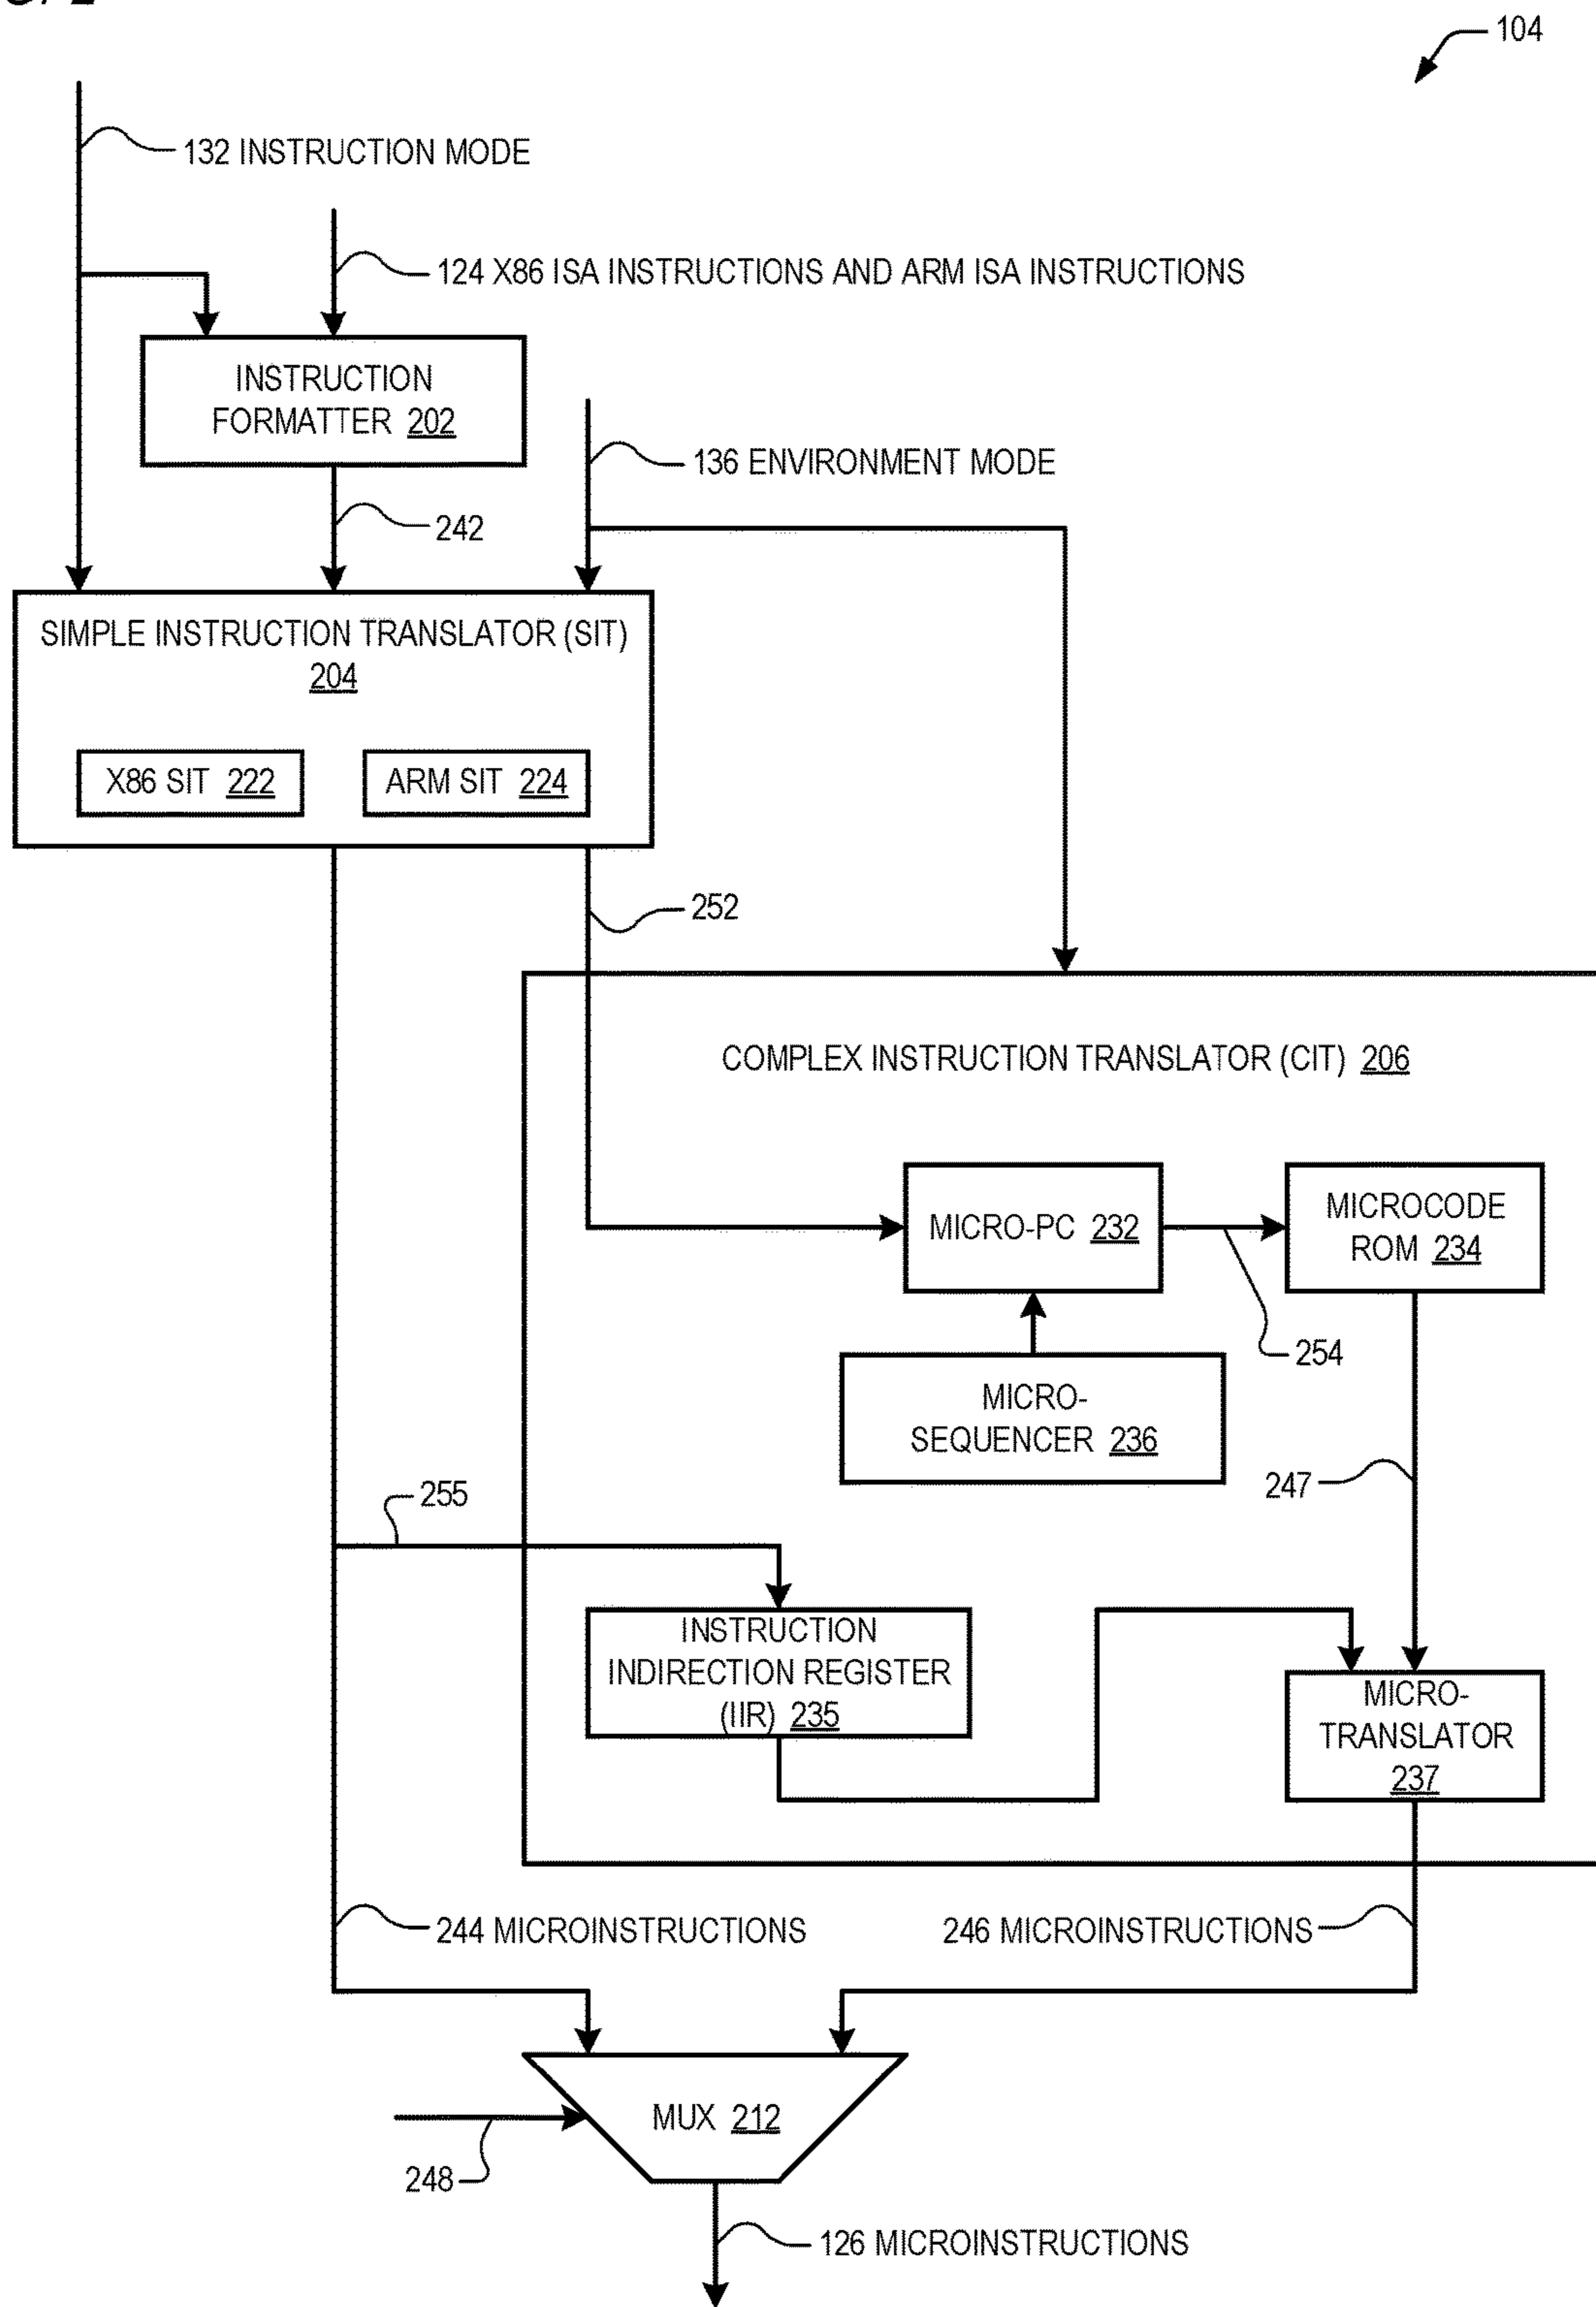 104
132 INSTRUCTION MODE
124 X86 ISA INSTRUCTIONS AND ARM ISA INSTRUCTIONS
INSTRUCTION
FORMATTER 202
136 ENVIRONMENT MODE
242
SIMPLE INSTRUCTION TRANSLATOR (SIT)
204
X86 SIT 222
ARM SIT 224
252
COMPLEX INSTRUCTION TRANSLATOR (CIT) 206
MICRO-PC 232
MICROCODE
ROM 234
254
MICRO-
SEQUENCER 236
247
255
INSTRUCTION
INDIRECTION REGISTER
(IIR) 235
MICRO-
TRANSLATOR
237
244 MICROINSTRUCTIONS
246 MICROINSTRUCTIONS
MUX 212
248
126 MICROINSTRUCTIONS